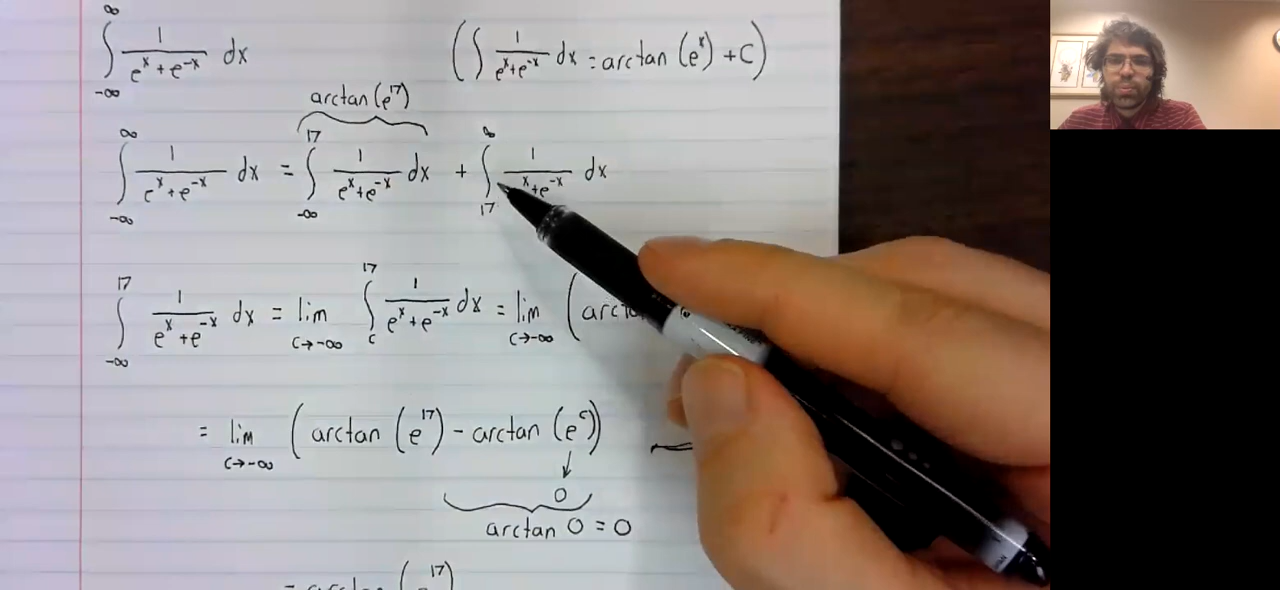 ∫_{-∞}^{∞} 1/(e^x + e^{-x}) dx (∫ 1/(e^x+e^{-x}) dx = arctan (e^x) + C)
arctan (e^{17})
∫_{-∞}^{∞} 1/(e^x + e^{-x}) dx = ∫_{-∞}^{17} 1/(e^x+e^{-x}) dx + ∫_{17}^{∞} 1/( ^x+e^{-x}) dx
∫_{-∞}^{17} 1/(e^x+e^{-x}) dx = lim_{c→-∞} ∫_{c}^{17} 1/(e^x+e^{-x}) dx = lim_{c→-∞} (
= lim_{c→-∞} (arctan (e^{17}) - arctan (e^c))
↓
0
arctan 0 = 0